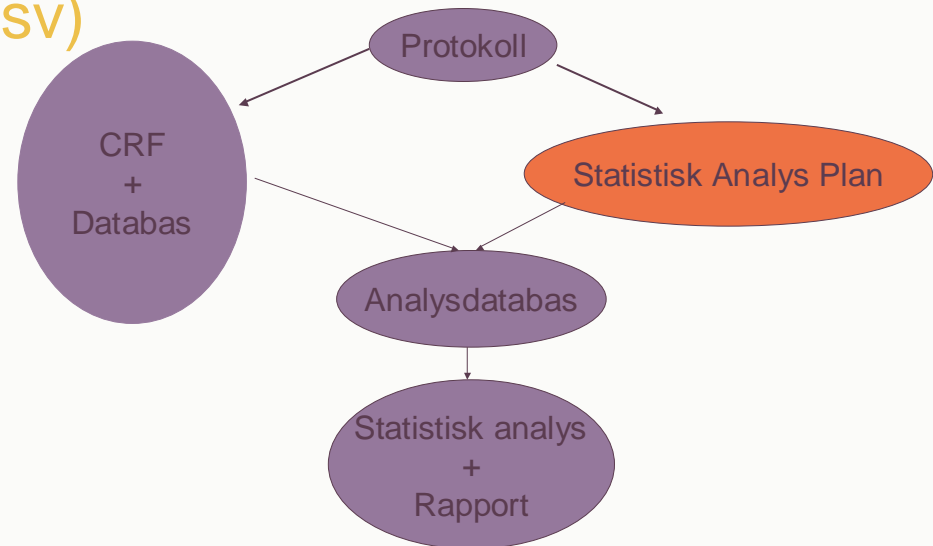 sv)
Protokoll
CRF
+
Databas
Statistisk Analys Plan
Analysdatabas
Statistisk analys
+
Rapport